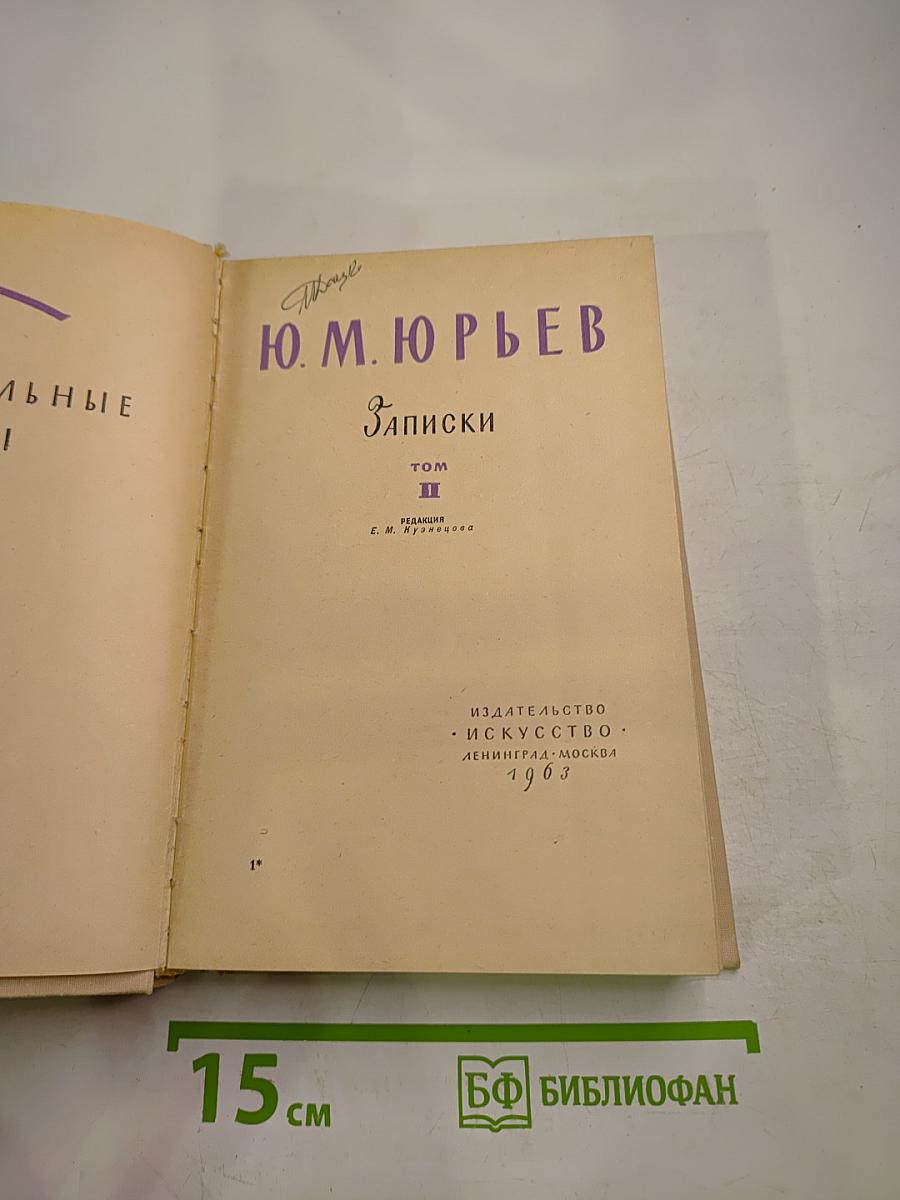 ЛЬНЫЕ
Ю. М. ЮРЬЕВ
Записки
ТОМ
II
РЕДАКЦИЯ
Е. М. Кузнецова
ИЗДАТЕЛЬСТВО
· ИСКУССТВО ·
ЛЕНИНГРАД · МОСКВА
1963
1*
15 см
БФ БИБЛИОФАН